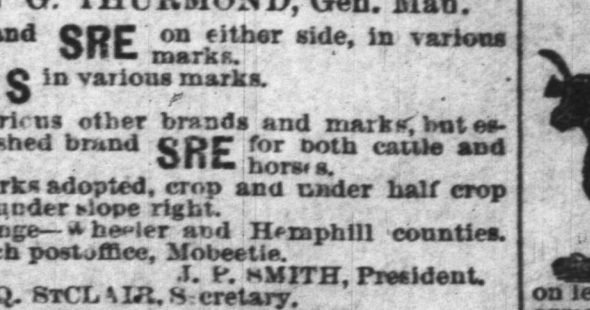 G. THURMOND, Gen. Man.
and SRE on either side, in various
marks.
S in various marks.
rious other brands and marks, but es-
shed brand SRE for both cattle and
horses.
rks adopted, crop and under half crop
under slope right.
nge—Wheeler and Hemphill counties.
ch postoffice, Mobeetie.
J. P. SMITH, President.
Q. STCLAIR, Secretary.
on le